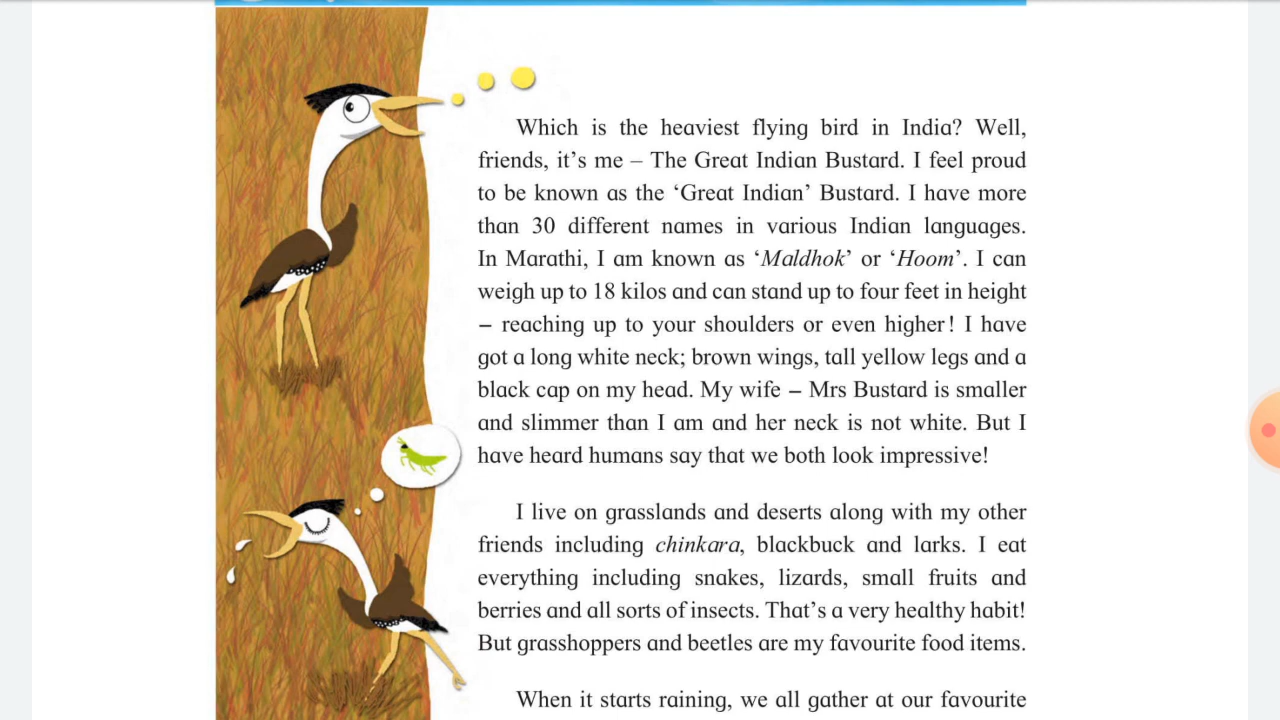 Which is the heaviest flying bird in India? Well,
friends, it’s me – The Great Indian Bustard. I feel proud
to be known as the ‘Great Indian’ Bustard. I have more
than 30 different names in various Indian languages.
In Marathi, I am known as ‘Maldhok’ or ‘Hoom’. I can
weigh up to 18 kilos and can stand up to four feet in height
– reaching up to your shoulders or even higher! I have
got a long white neck; brown wings, tall yellow legs and a
black cap on my head. My wife – Mrs Bustard is smaller
and slimmer than I am and her neck is not white. But I
have heard humans say that we both look impressive!
I live on grasslands and deserts along with my other
friends including chinkara, blackbuck and larks. I eat
everything including snakes, lizards, small fruits and
berries and all sorts of insects. That’s a very healthy habit!
But grasshoppers and beetles are my favourite food items.
When it starts raining, we all gather at our favourite